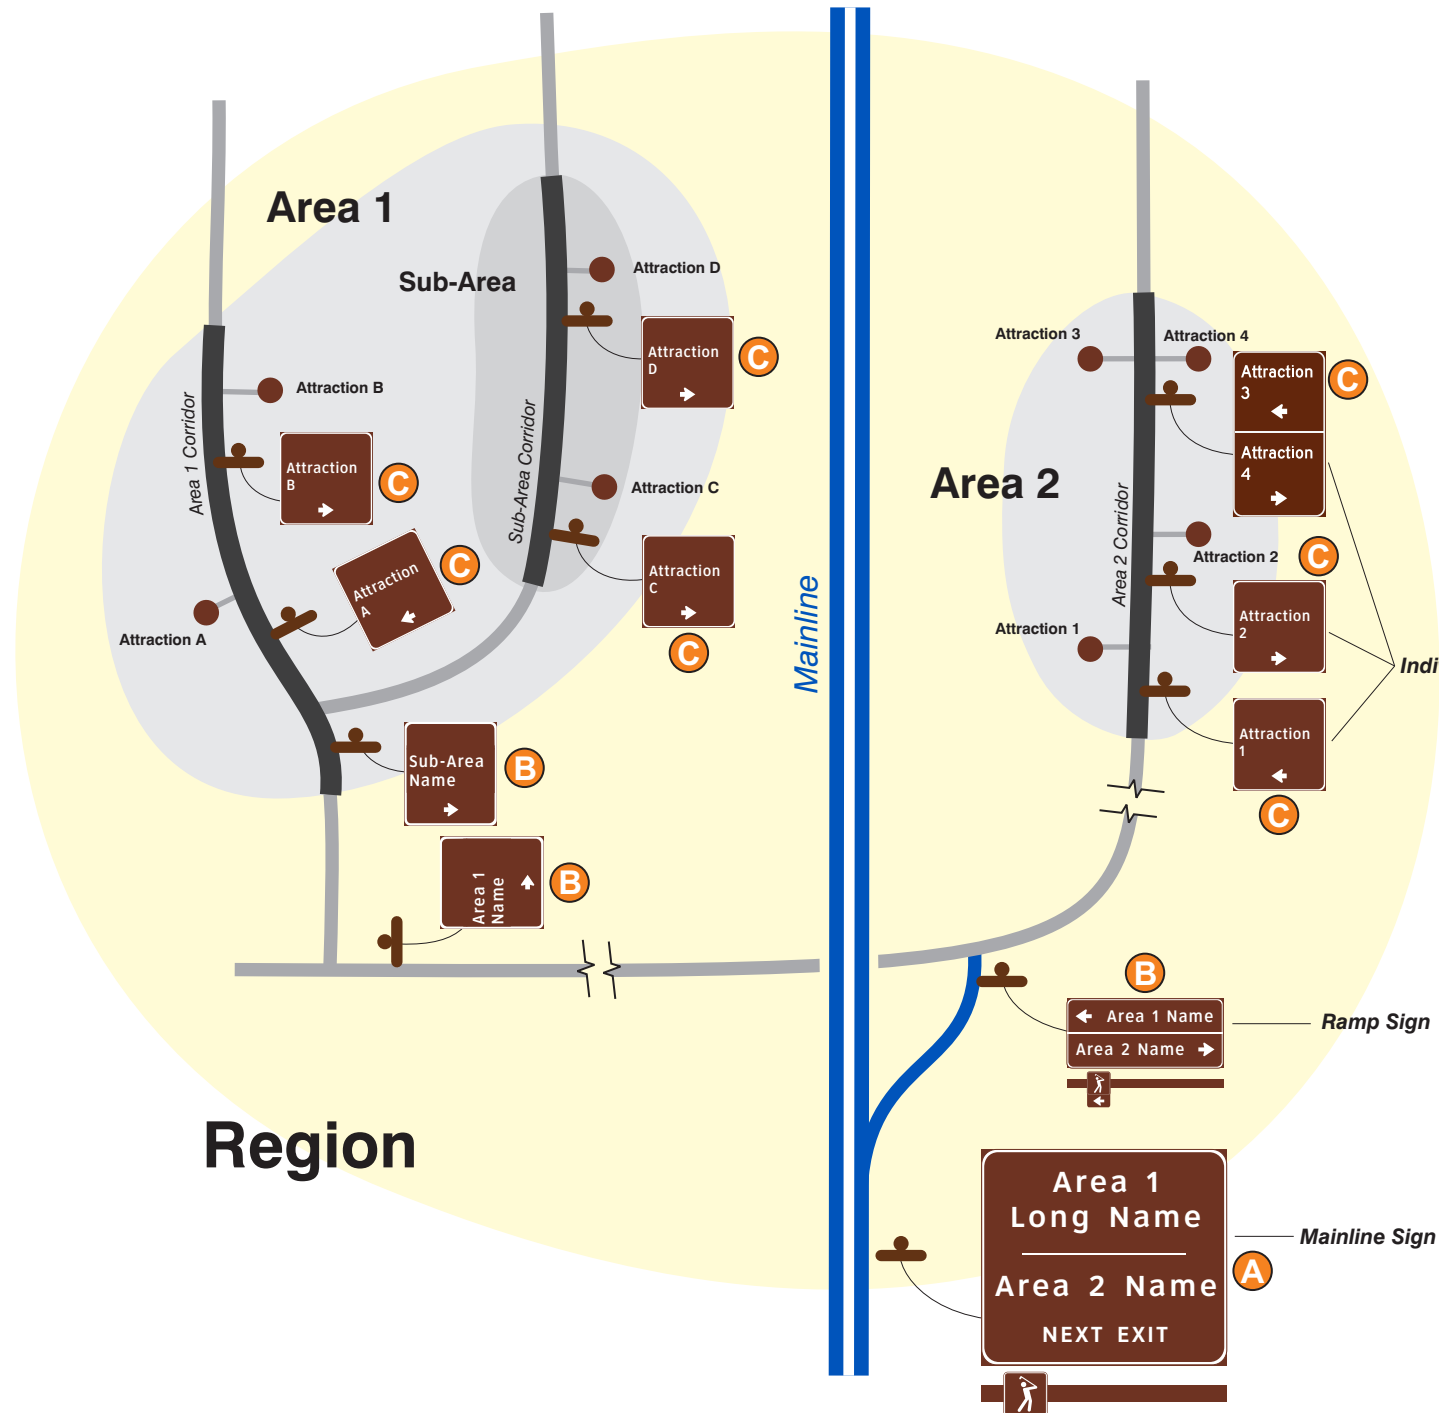 Area 1
Sub-Area
Attraction D
Attraction
D
C
Attraction B
Area 1 Corridor
Attraction
B
C
Sub-Area Corridor
Attraction C
Attraction
A
C
Attraction
C
C
Attraction A
Sub-Area
Name
B
Area 1
Name
B
Mainline
Attraction 3
Attraction 4
Attraction
3
C
Attraction
4
Area 2
Area 2 Corridor
Attraction 2
C
Attraction
2
Attraction 1
Indi
Attraction
1
C
B
Area 1 Name
Area 2 Name
Ramp Sign
Region
Area 1
Long Name
Area 2 Name
NEXT EXIT
Mainline Sign
A